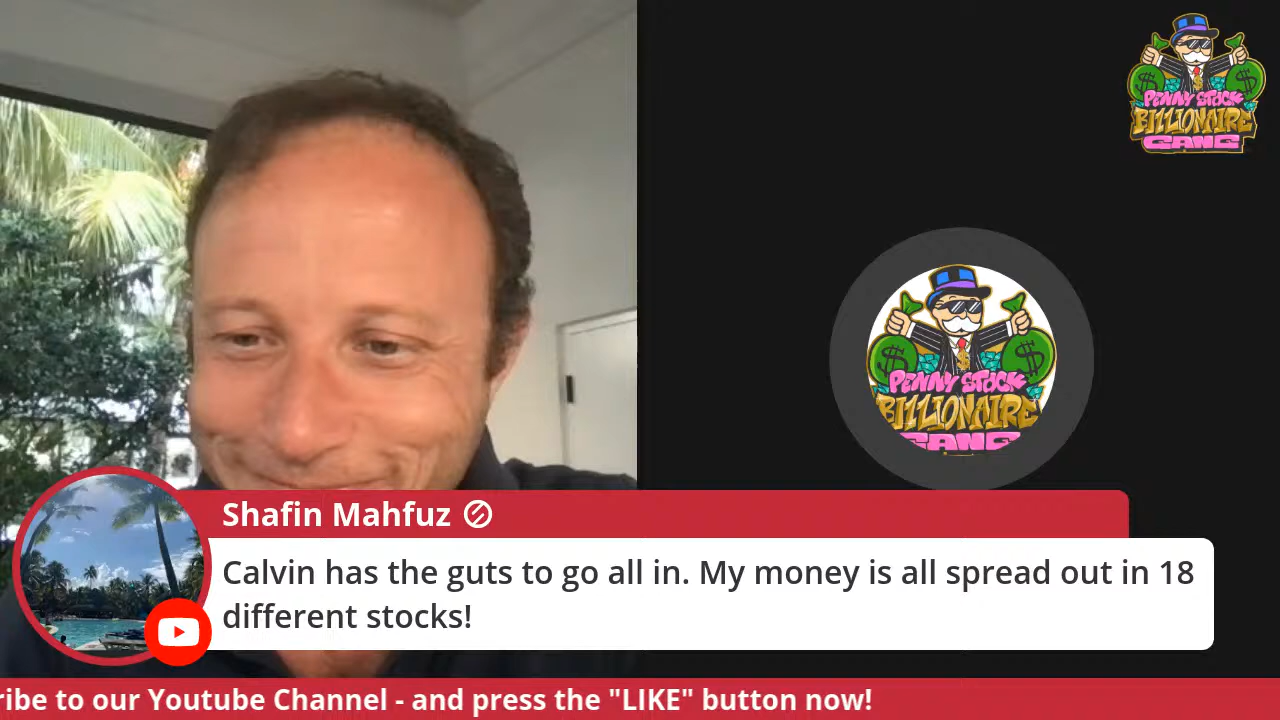 PENNY STOCK
BILLIONAIRE
GANG
PENNY STOCK
BILLIONAIRE
GANG
Shafin Mahfuz
Calvin has the guts to go all in. My money is all spread out in 18
different stocks!
ribe to our Youtube Channel - and press the "LIKE" button now!